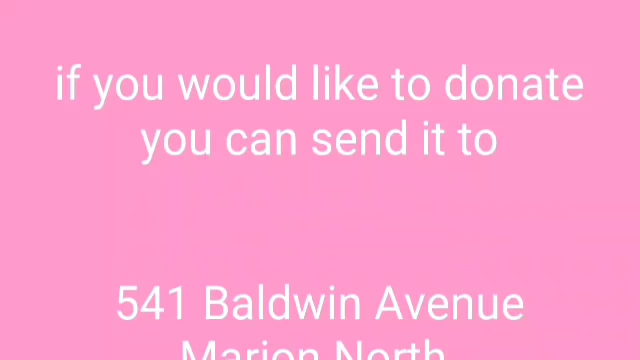 if you would like to donate
you can send it to
541 Baldwin Avenue
Marion North